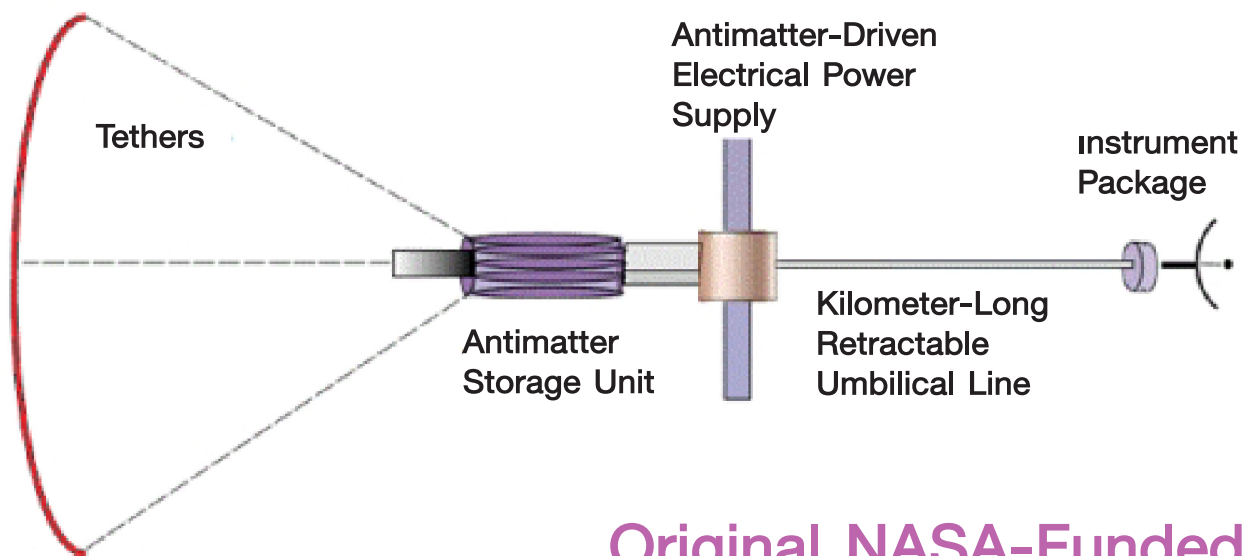 Antimatter-Driven
Electrical Power
Supply
Tethers
Instrument
Package
Antimatter
Storage Unit
Kilometer-Long
Retractable
Umbilical Line
Original NASA-Funded